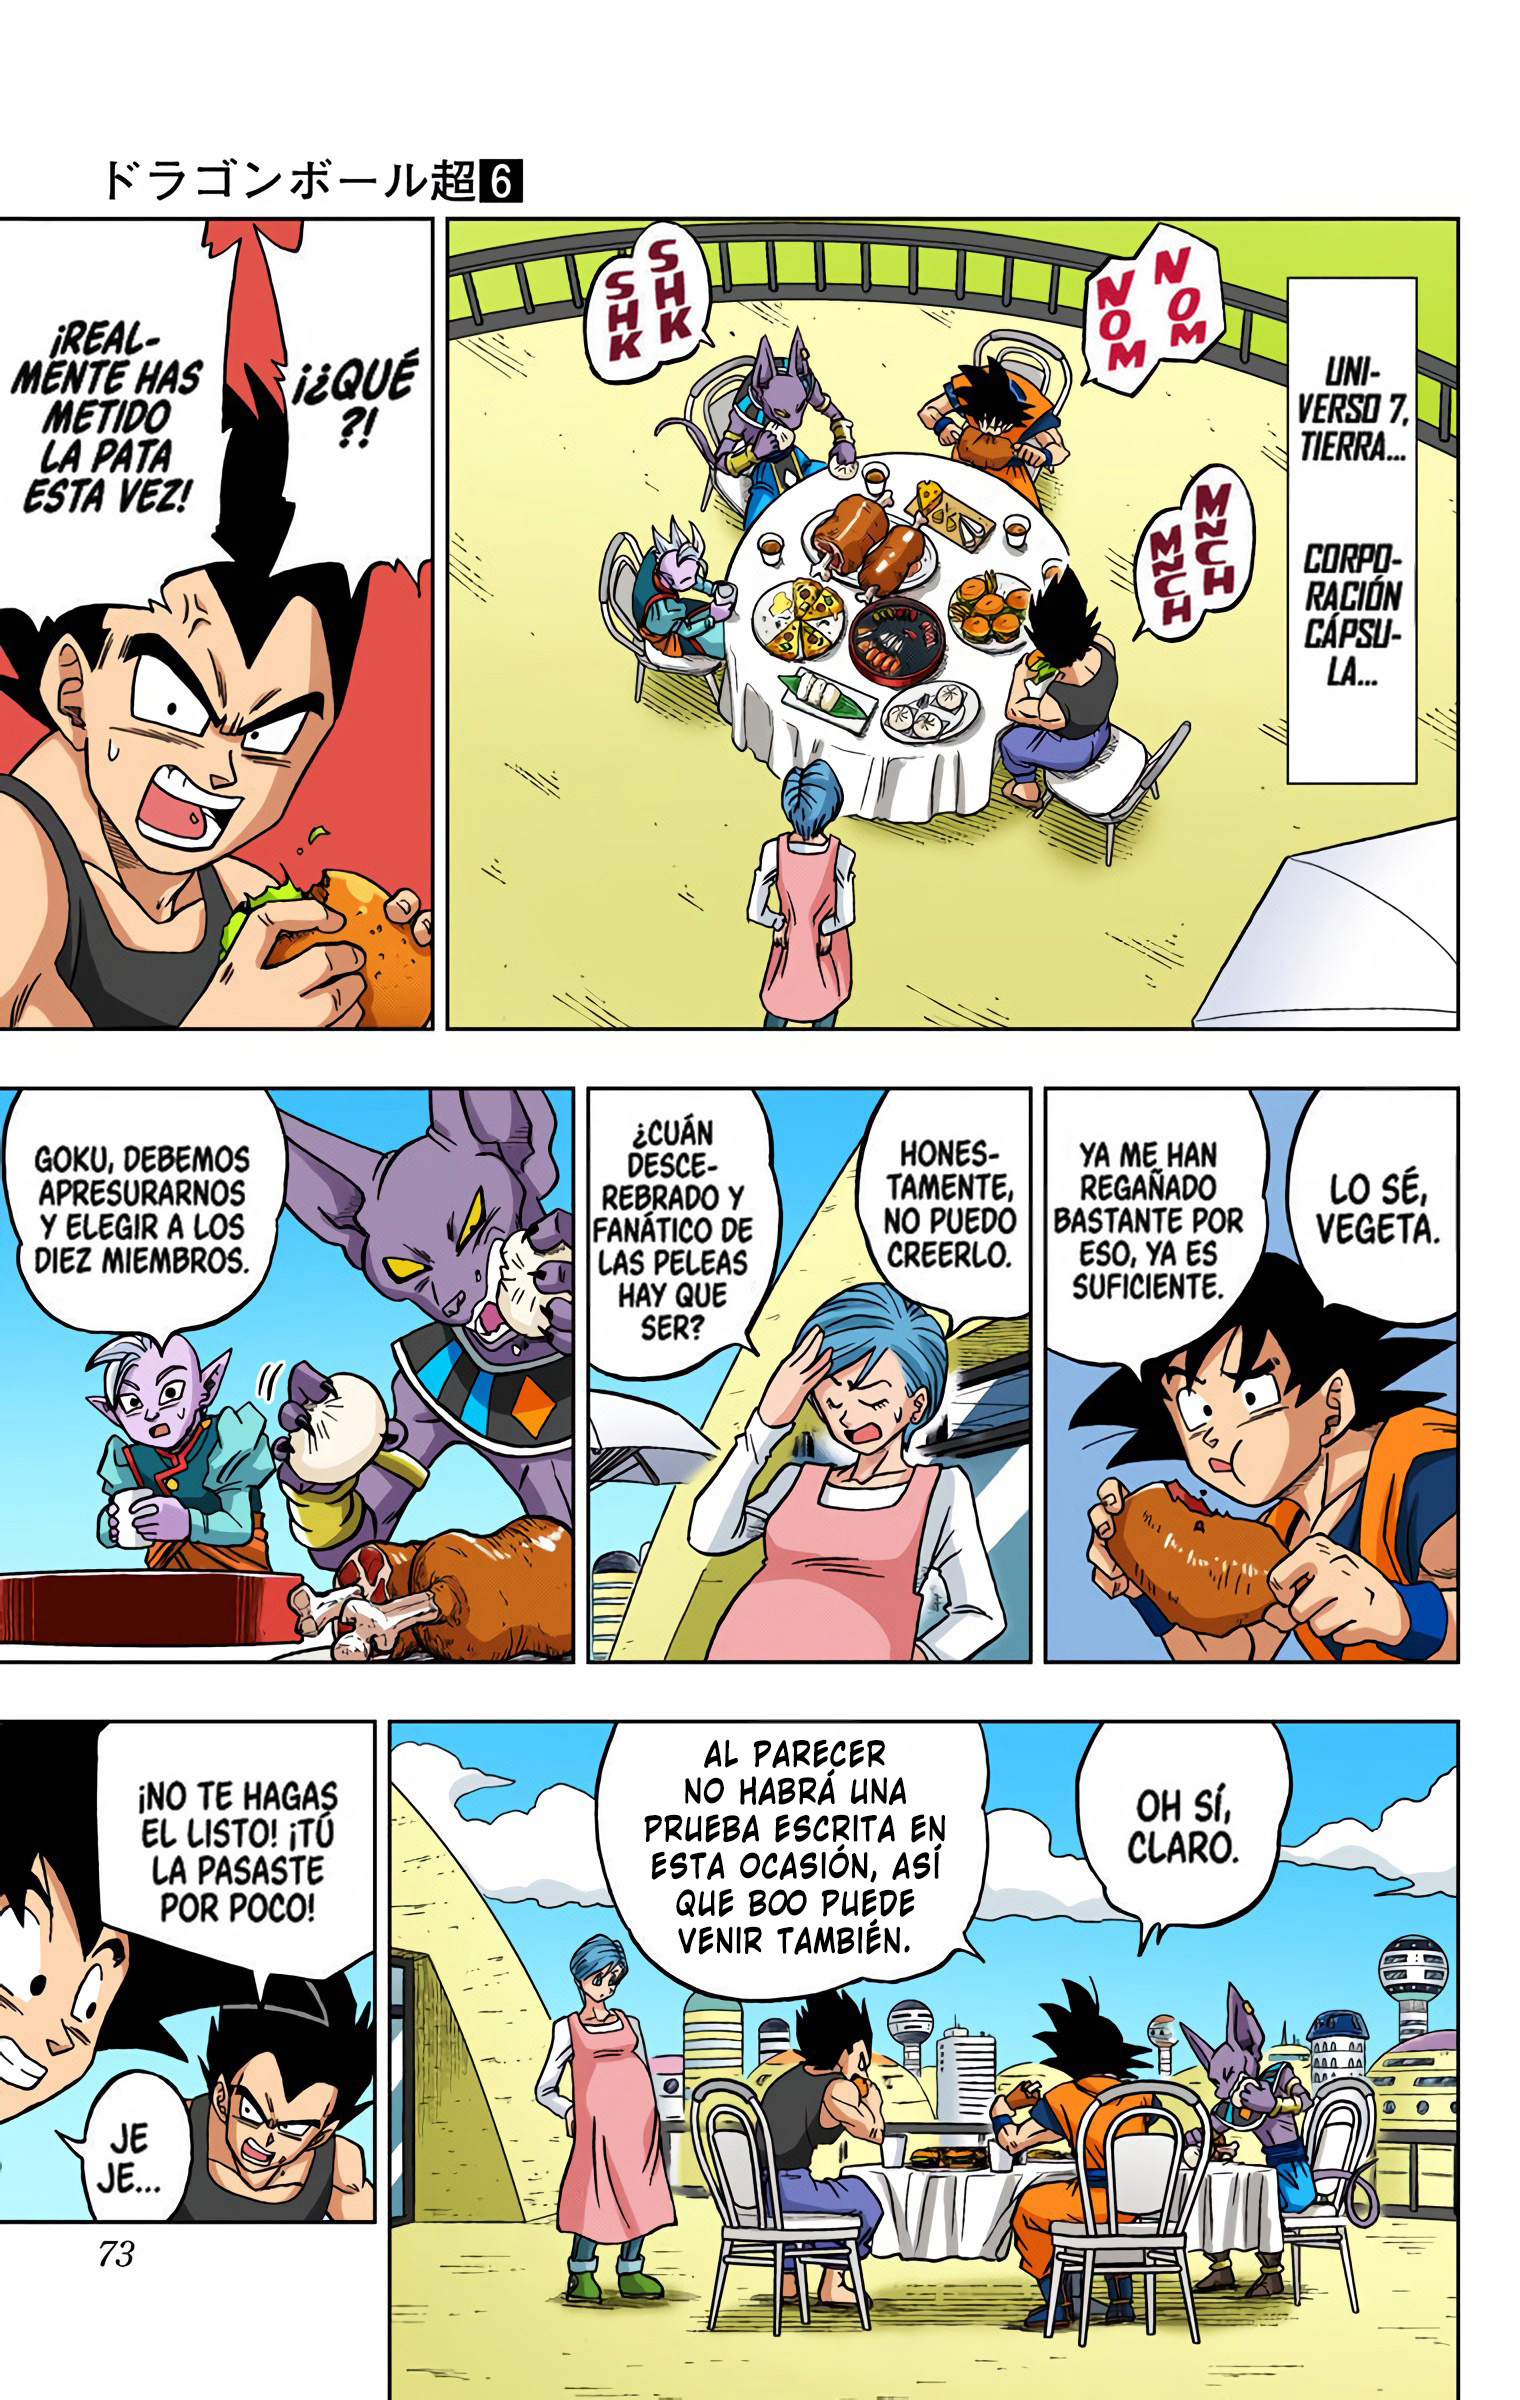 ドラゴンボール超6
UNI-
VERSO 7,
TIERRA...
CORPO-
RACIÓN
CÁPSU-
LA...
NOM
NOM
SHK
SHK
MNCH
MNCH
¡¿QUÉ
?!
¡REAL-
MENTE HAS
METIDO
LA PATA
ESTA VEZ!
LO SÉ,
VEGETA.
YA ME HAN
REGAÑADO
BASTANTE POR
ESO, YA ES
SUFICIENTE.
HONES-
TAMENTE,
NO PUEDO
CREERLO.
¿CUÁN
DESCE-
REBRADO Y
FANÁTICO DE
LAS PELEAS
HAY QUE
SER?
GOKU, DEBEMOS
APRESURARNOS
Y ELEGIR A LOS
DIEZ MIEMBROS.
OH SÍ,
CLARO.
AL PARECER
NO HABRÁ UNA
PRUEBA ESCRITA EN
ESTA OCASIÓN, ASÍ
QUE BOO PUEDE
VENIR TAMBIÉN.
¡NO TE HAGAS
EL LISTO! ¡TÚ
LA PASASTE
POR POCO!
JE
JE...
73